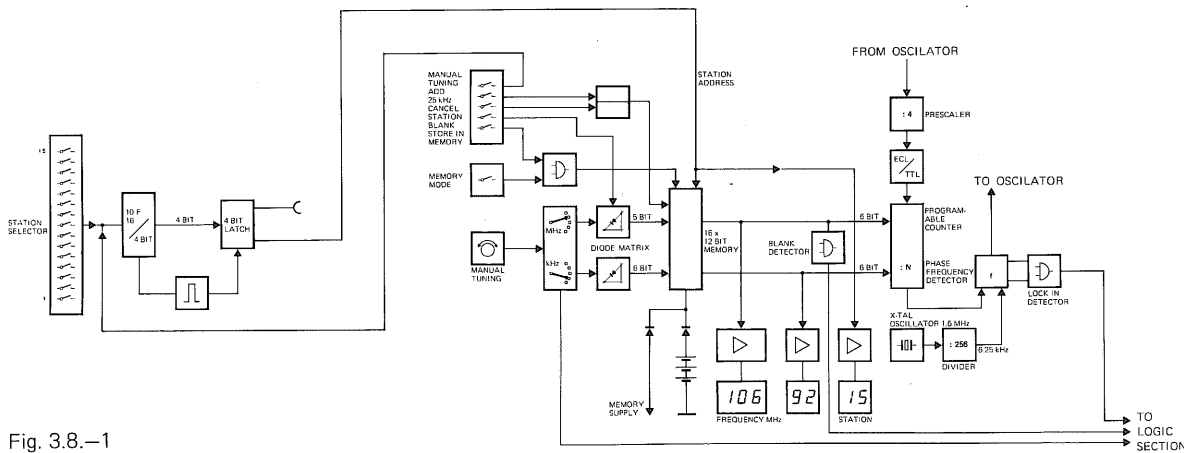 FROM OSCILATOR
MANUAL
TUNING
ADD
25 kHz
CANCEL
STATION
BLANK
STORE IN
MEMORY
STATION
ADDRESS
: 4
PRESCALER
ECL
TTL
15
STATION
SELECTOR
1
10 F
16
4 BIT
4 BIT
4 BIT
LATCH
MEMORY
MODE
TO OSCILATOR
MANUAL
TUNING
MHz
kHz
DIODE MATRIX
5 BIT
6 BIT
16 x
12 BIT
MEMORY
BLANK
DETECTOR
6 BIT
6 BIT
PROGRAM-
ABLE
COUNTER
: N
PHASE
FREQUENCY
DETECTOR
f
LOCK IN
DETECTOR
X-TAL
OSCILLATOR 1.6 MHz
: 256
6.25 kHz
DIVIDER
MEMORY
SUPPLY
106
92
15
FREQUENCY MHz
STATION
TO
LOGIC
SECTION
Fig. 3.8.–1